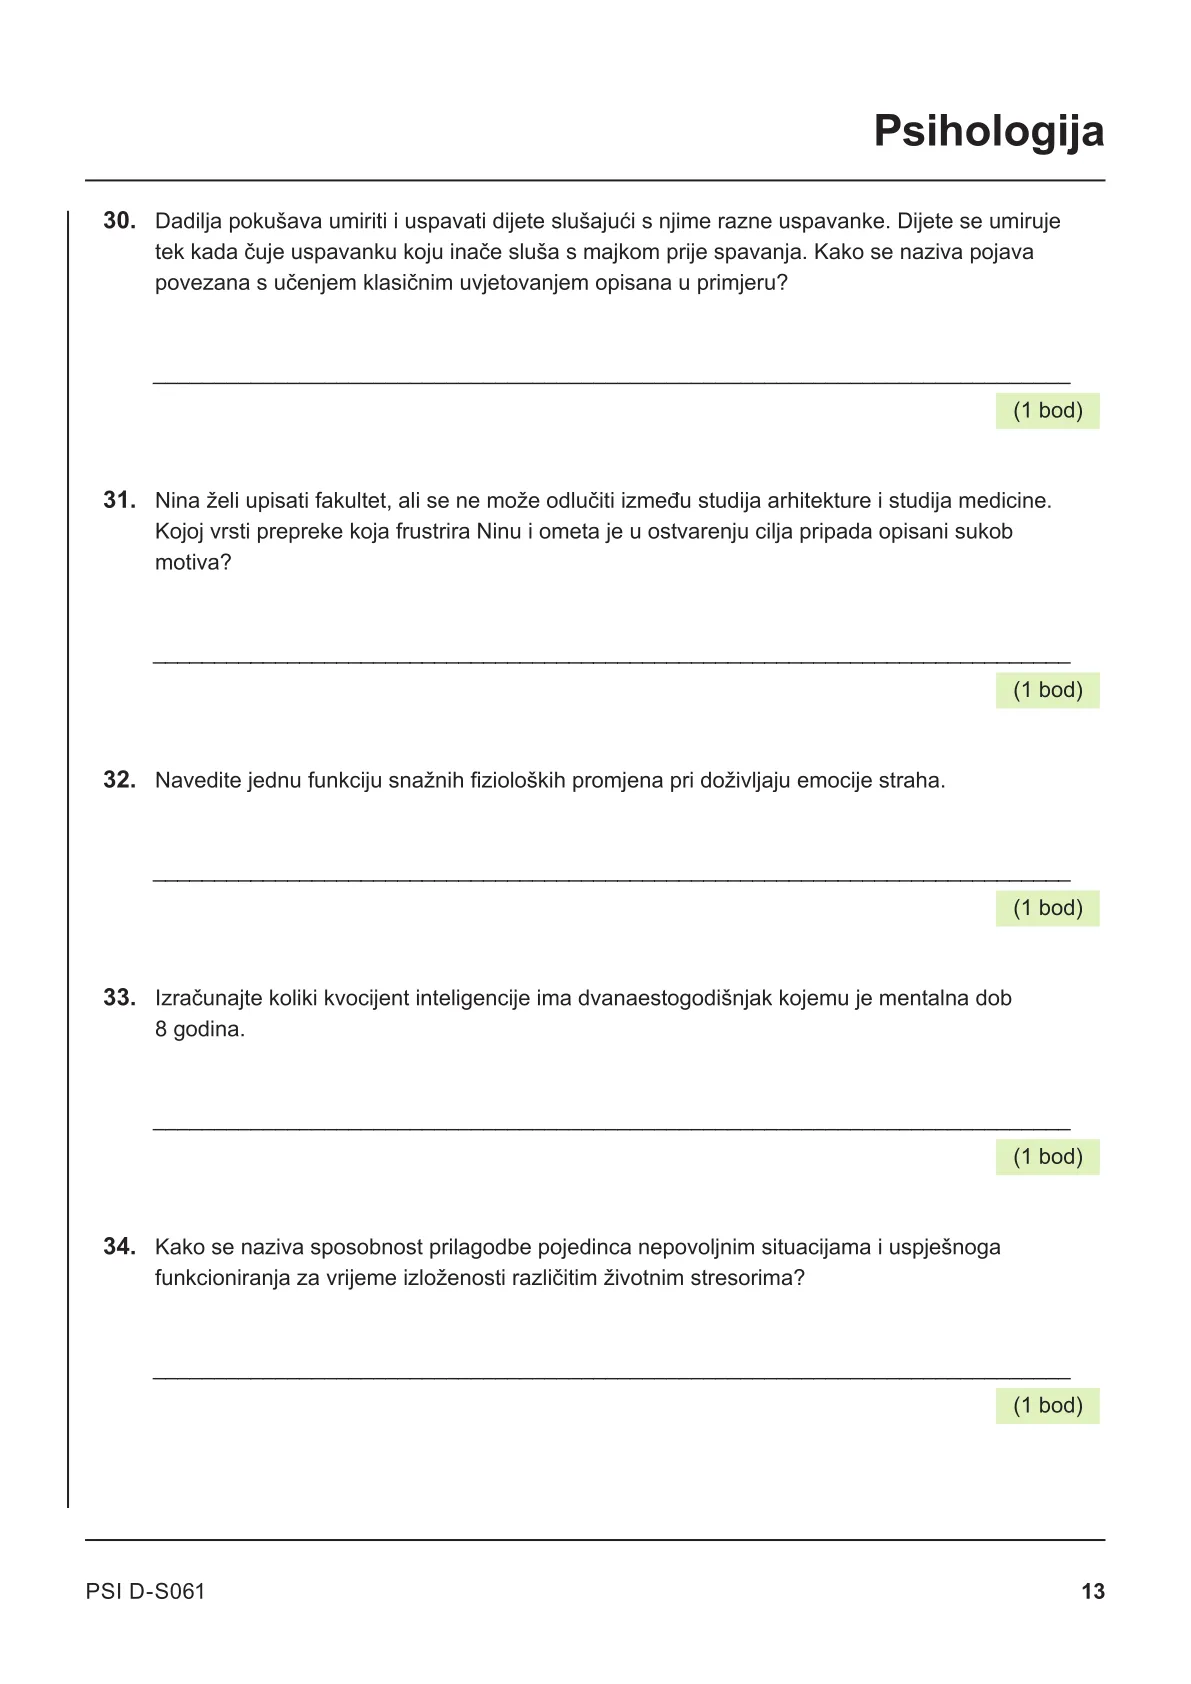 Psihologija
30. Dadilja pokušava umiriti i uspavati dijete slušajući s njime razne uspavanke. Dijete se umiruje
tek kada čuje uspavanku koju inače sluša s majkom prije spavanja. Kako se naziva pojava
povezana s učenjem klasičnim uvjetovanjem opisana u primjeru?
(1 bod)
31. Nina želi upisati fakultet, ali se ne može odlučiti između studija arhitekture i studija medicine.
Kojoj vrsti prepreke koja frustrira Ninu i ometa je u ostvarenju cilja pripada opisani sukob
motiva?
(1 bod)
32. Navedite jednu funkciju snažnih fizioloških promjena pri doživljaju emocije straha.
(1 bod)
33. Izračunajte koliki kvocijent inteligencije ima dvanaestogodišnjak kojemu je mentalna dob
8 godina.
(1 bod)
34. Kako se naziva sposobnost prilagodbe pojedinca nepovoljnim situacijama i uspješnoga
funkcioniranja za vrijeme izloženosti različitim životnim stresorima?
(1 bod)
PSI D-S061
13